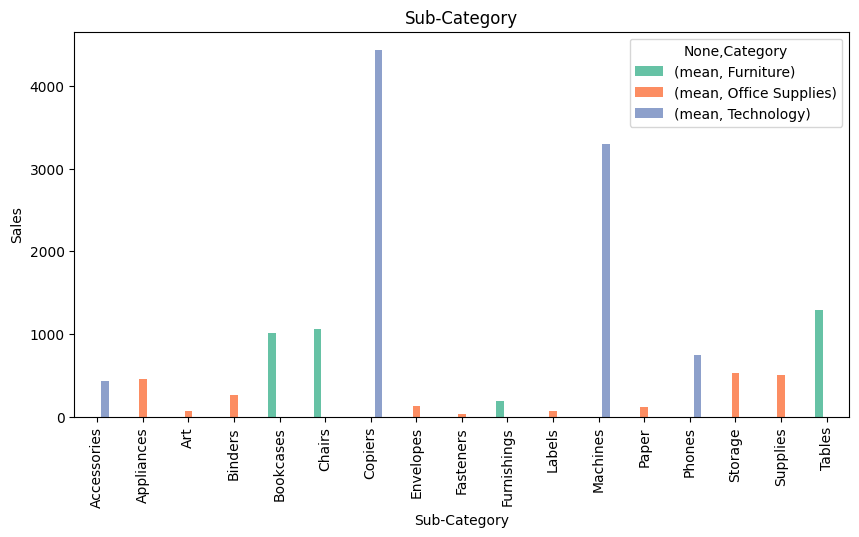 Sub-Category
None,Category
(mean, Furniture)
(mean, Office Supplies)
(mean, Technology)
Sales
4000
3000
2000
1000
0
Accessories
Appliances
Art
Binders
Bookcases
Chairs
Copiers
Envelopes
Fasteners
Furnishings
Labels
Machines
Paper
Phones
Storage
Supplies
Tables
Sub-Category